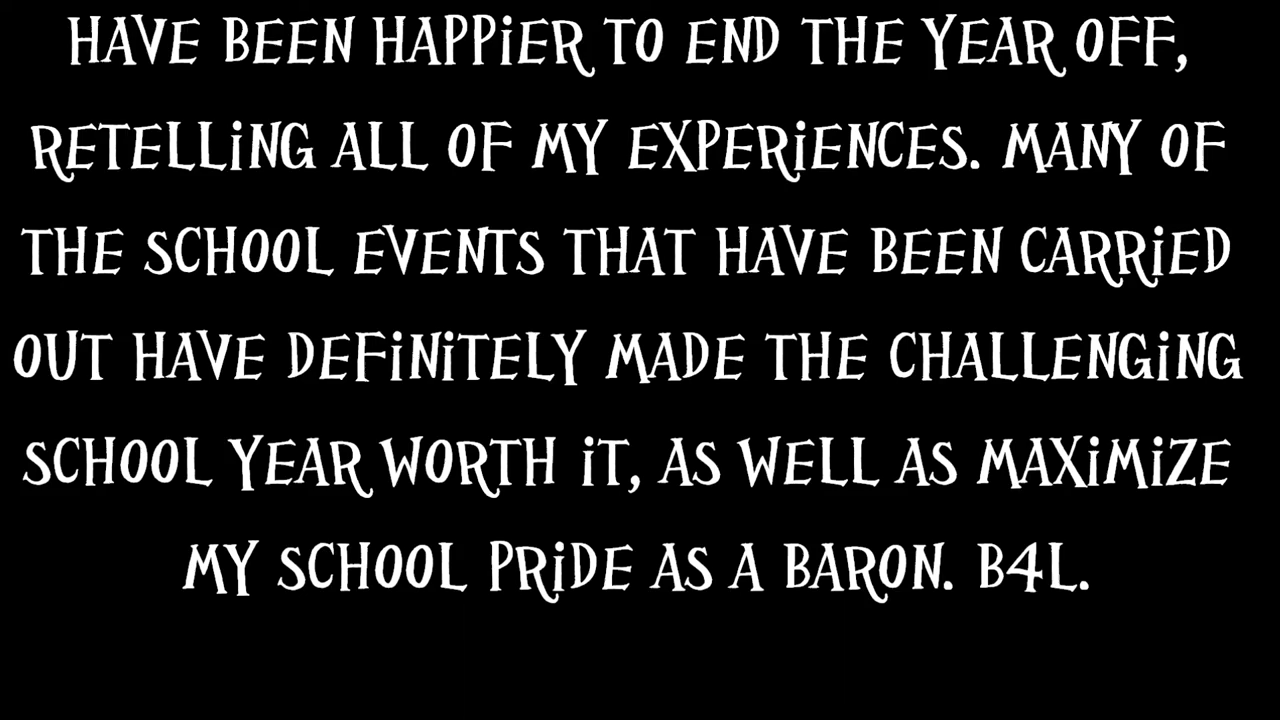 HAVE BEEN HAPPiER TO END THE YEAR OFF,
RETELLiNG ALL OF MY EXPERiENCES. MANY OF
THE SCHOOL EVENTS THAT HAVE BEEN CARRiED
OUT HAVE DEFiNiTELY MADE THE CHALLENGiNG
SCHOOL YEAR WORTH iT, AS WELL AS MAXiMiZE
MY SCHOOL PRiDE AS A BARON. B4L.